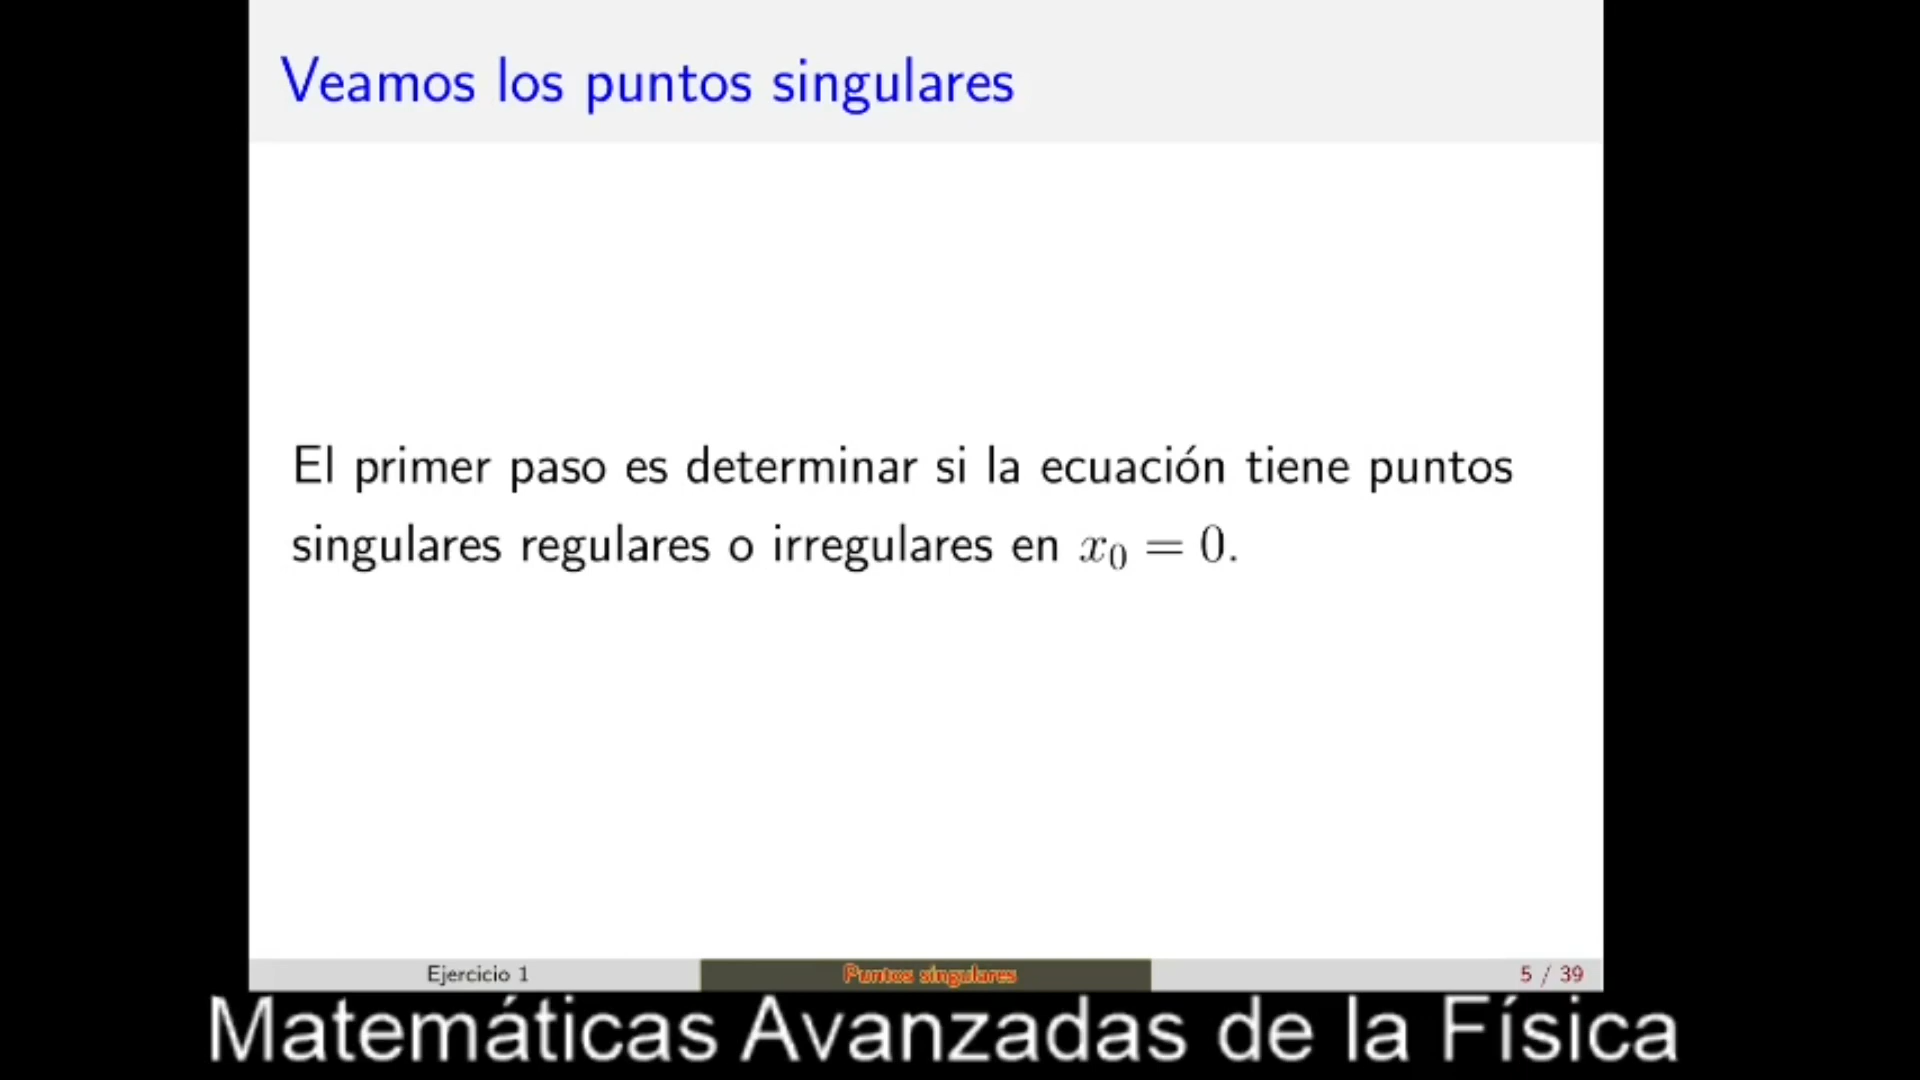 Veamos los puntos singulares
El primer paso es determinar si la ecuación tiene puntos
singulares regulares o irregulares en x₀ = 0.
Ejercicio 1
Puntos singulares
5 / 39
Matemáticas Avanzadas de la Física